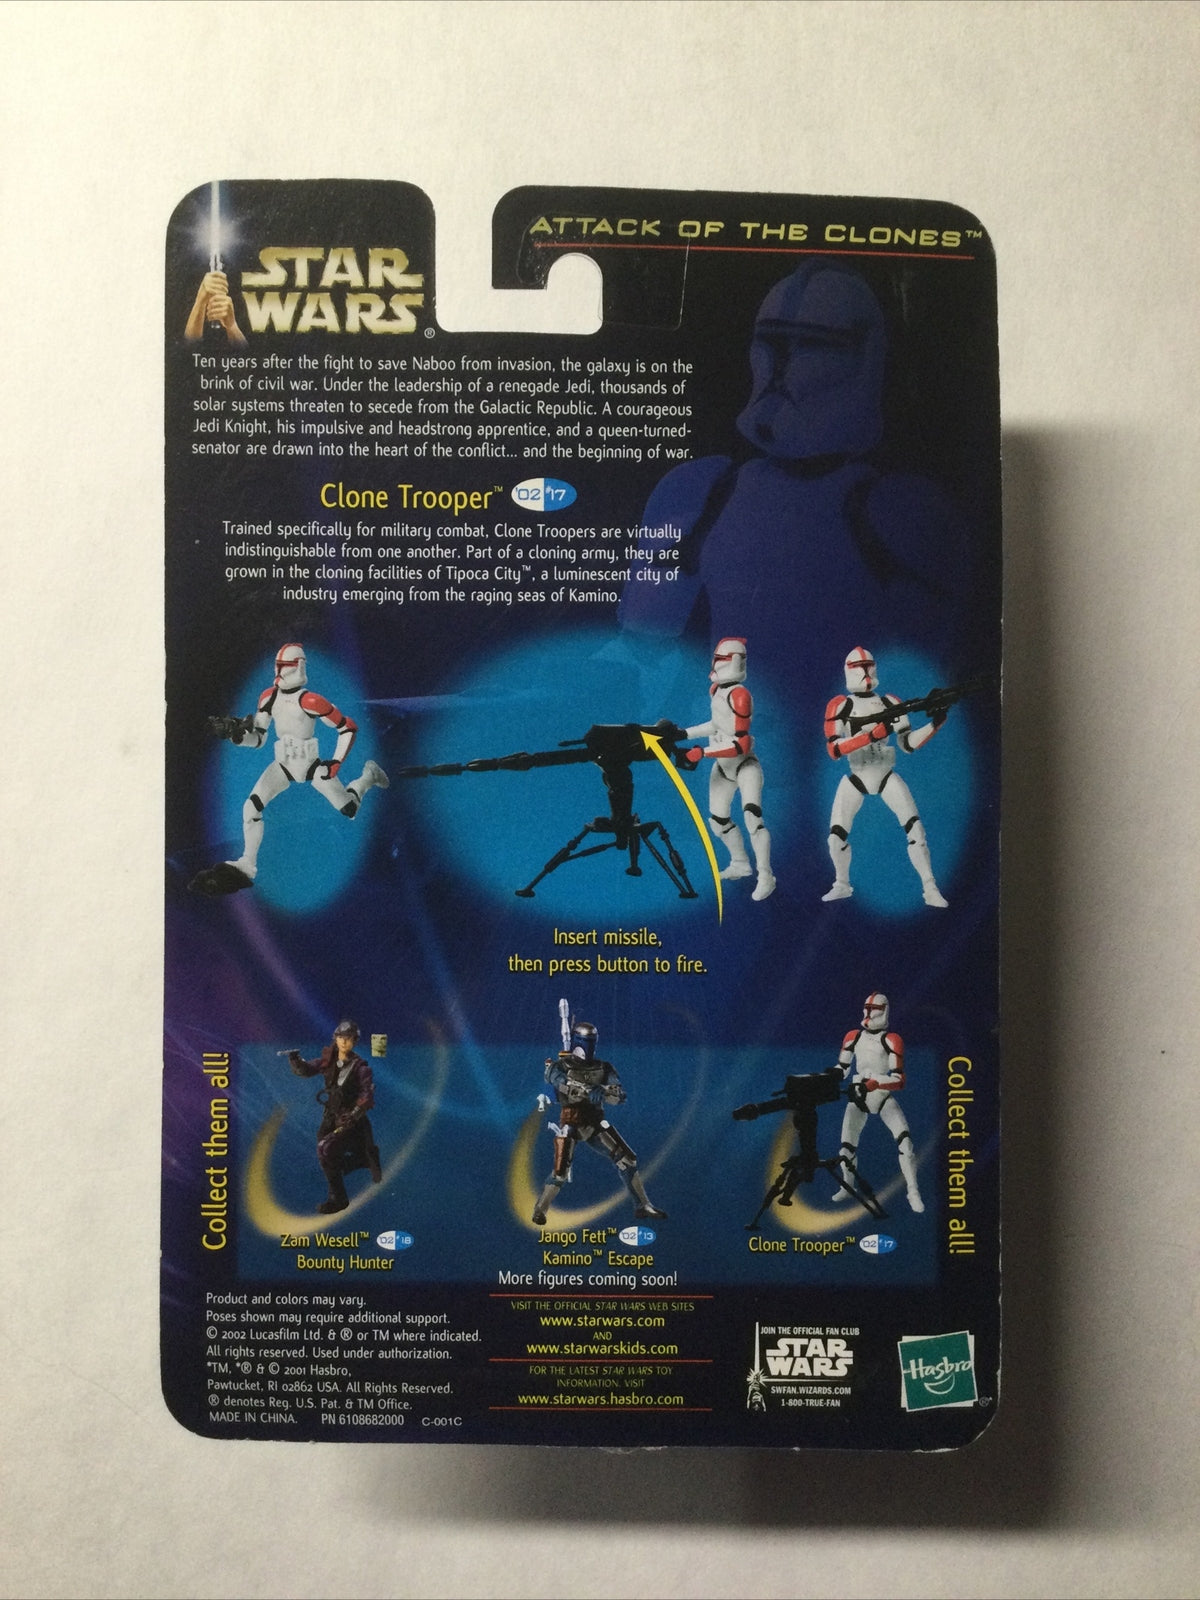 STAR
WARS®
ATTACK OF THE CLONES™
Ten years after the fight to save Naboo from invasion, the galaxy is on the
brink of civil war. Under the leadership of a renegade Jedi, thousands of
solar systems threaten to secede from the Galactic Republic. A courageous
Jedi Knight, his impulsive and headstrong apprentice, and a queen-turned-
senator are drawn into the heart of the conflict... and the beginning of war.
Clone Trooper™ '02 #17
Trained specifically for military combat, Clone Troopers are virtually
indistinguishable from one another. Part of a cloning army, they are
grown in the cloning facilities of Tipoca City™, a luminescent city of
industry emerging from the raging seas of Kamino.
Insert missile,
then press button to fire.
Collect them all!
Zam Wesell™ '02 #18
Bounty Hunter
Jango Fett™ '02 #13
Kamino™ Escape
Clone Trooper™ '02 #17
Collect them all!
More figures coming soon!
Product and colors may vary.
Poses shown may require additional support.
© 2002 Lucasfilm Ltd. & ® or TM where indicated.
All rights reserved. Used under authorization.
*TM, *® & © 2001 Hasbro,
Pawtucket, RI 02862 USA. All Rights Reserved.
® denotes Reg. U.S. Pat. & TM Office.
MADE IN CHINA. PN 6108682000 C-001C
VISIT THE OFFICIAL STAR WARS WEB SITES
www.starwars.com
AND
www.starwarskids.com
FOR THE LATEST STAR WARS TOY
INFORMATION, VISIT
www.starwars.hasbro.com
JOIN THE OFFICIAL FAN CLUB
STAR
WARS
SWFAN.WIZARDS.COM
1-800-TRUE-FAN
Hasbro®*